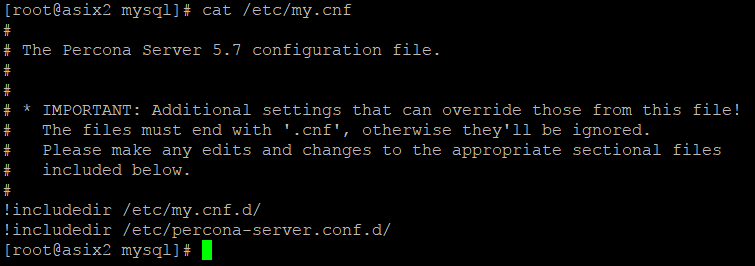 [root@asix2 mysql]# cat /etc/my.cnf
#
# The Percona Server 5.7 configuration file.
#
#
# * IMPORTANT: Additional settings that can override those from this file!
#   The files must end with '.cnf', otherwise they'll be ignored.
#   Please make any edits and changes to the appropriate sectional files
#   included below.
#
!includedir /etc/my.cnf.d/
!includedir /etc/percona-server.conf.d/
[root@asix2 mysql]#